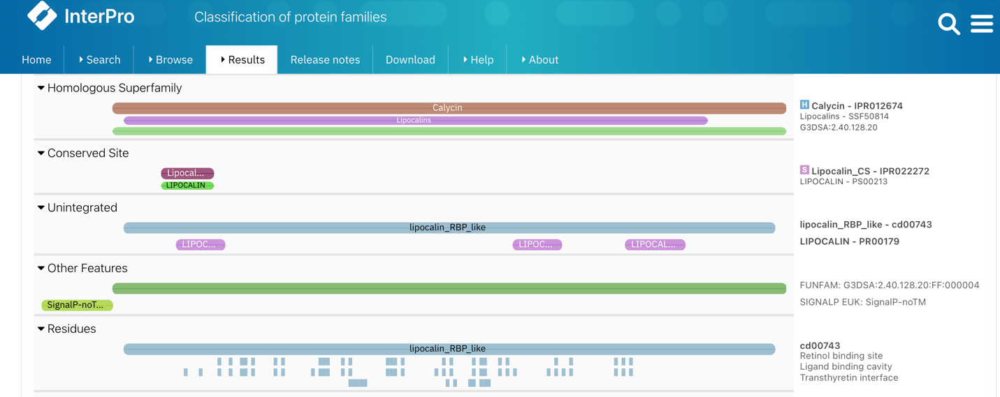 InterPro
Classification of protein families
Home
Search
Browse
Results
Release notes
Download
Help
About
Homologous Superfamily
Calycin
H Calycin - IPR012674
Lipocalins
Lipocalins - SSF50814
G3DSA:2.40.128.20
Conserved Site
Lipocal...
S Lipocalin_CS - IPR022272
LIPOCALIN
LIPOCALIN - PS00213
Unintegrated
lipocalin_RBP_like
lipocalin_RBP_like - cd00743
LIPOC... LIPOC... LIPOCAL...
LIPOCALIN - PR00179
Other Features
FUNFAM: G3DSA:2.40.128.20:FF:000004
SignalP-noT...
SIGNALP EUK: SignalP-noTM
Residues
lipocalin_RBP_like
cd00743
Retinol binding site
Ligand binding cavity
Transthyretin interface